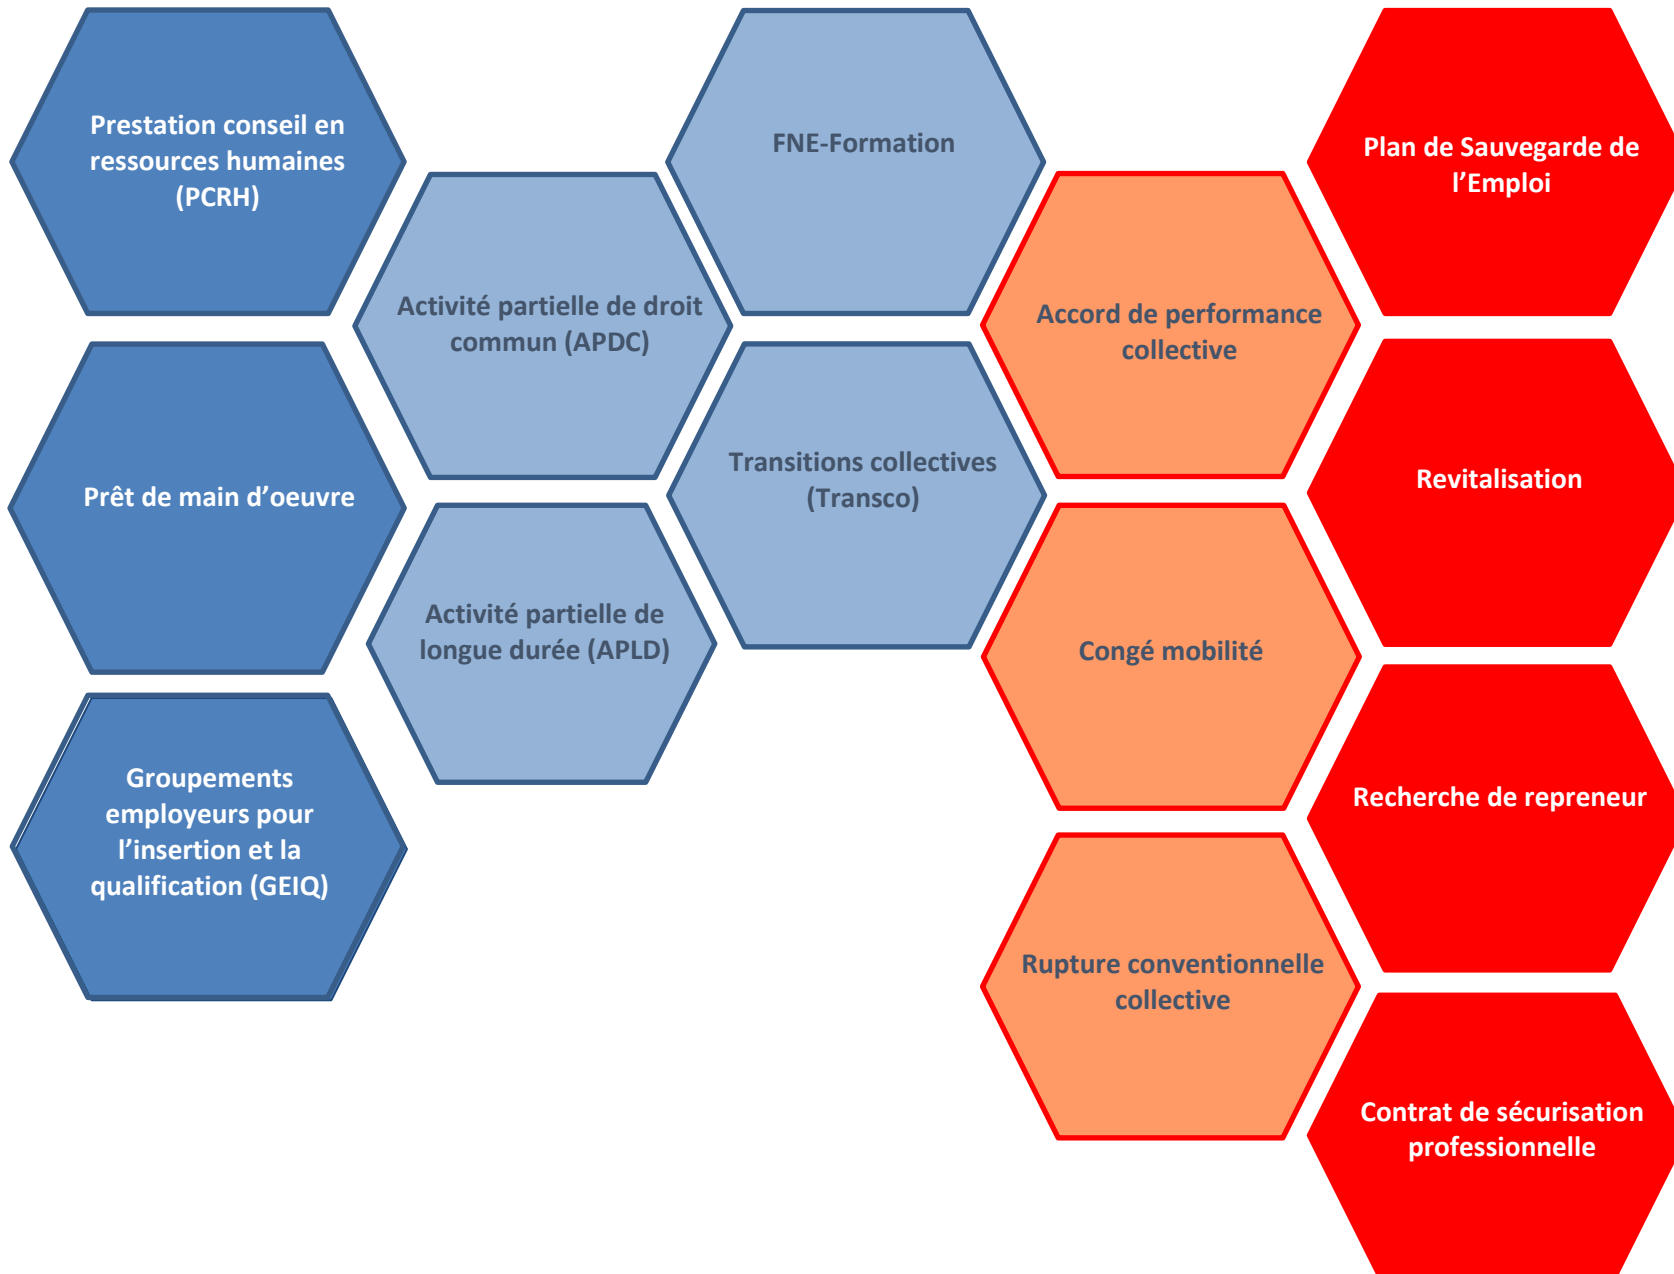 Prestation conseil en
ressources humaines
(PCRH)
Prêt de main d'oeuvre
Groupements
employeurs pour
l'insertion et la
qualification (GEIQ)
Activité partielle de droit
commun (APDC)
Activité partielle de
longue durée (APLD)
FNE-Formation
Transitions collectives
(Transco)
Accord de performance
collective
Congé mobilité
Rupture conventionnelle
collective
Plan de Sauvegarde de
l'Emploi
Revitalisation
Recherche de repreneur
Contrat de sécurisation
professionnelle